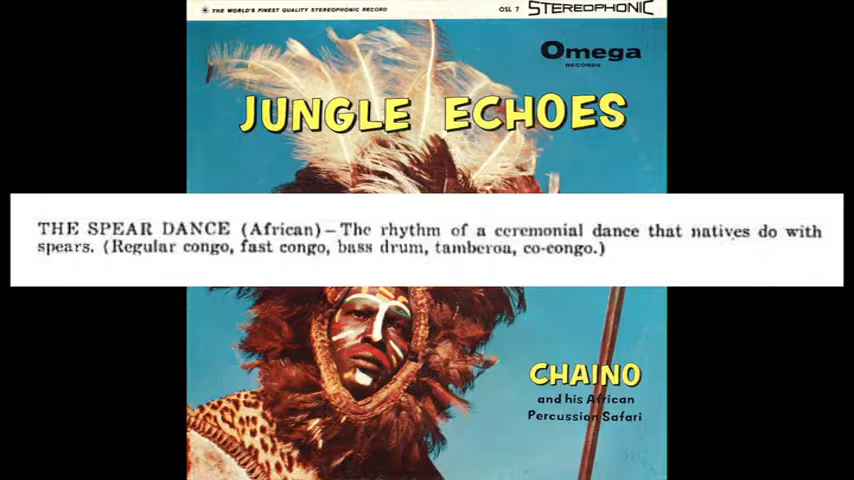 ✳ THE WORLD'S FINEST QUALITY STEREOPHONIC RECORD
OSL 7 STEREOPHONIC
Omega
RECORDS
JUNGLE ECHOES
THE SPEAR DANCE (African) – The rhythm of a ceremonial dance that natives do with
spears. (Regular congo, fast congo, bass drum, tamberoa, co-congo.)
CHAINO
and his African
Percussion Safari